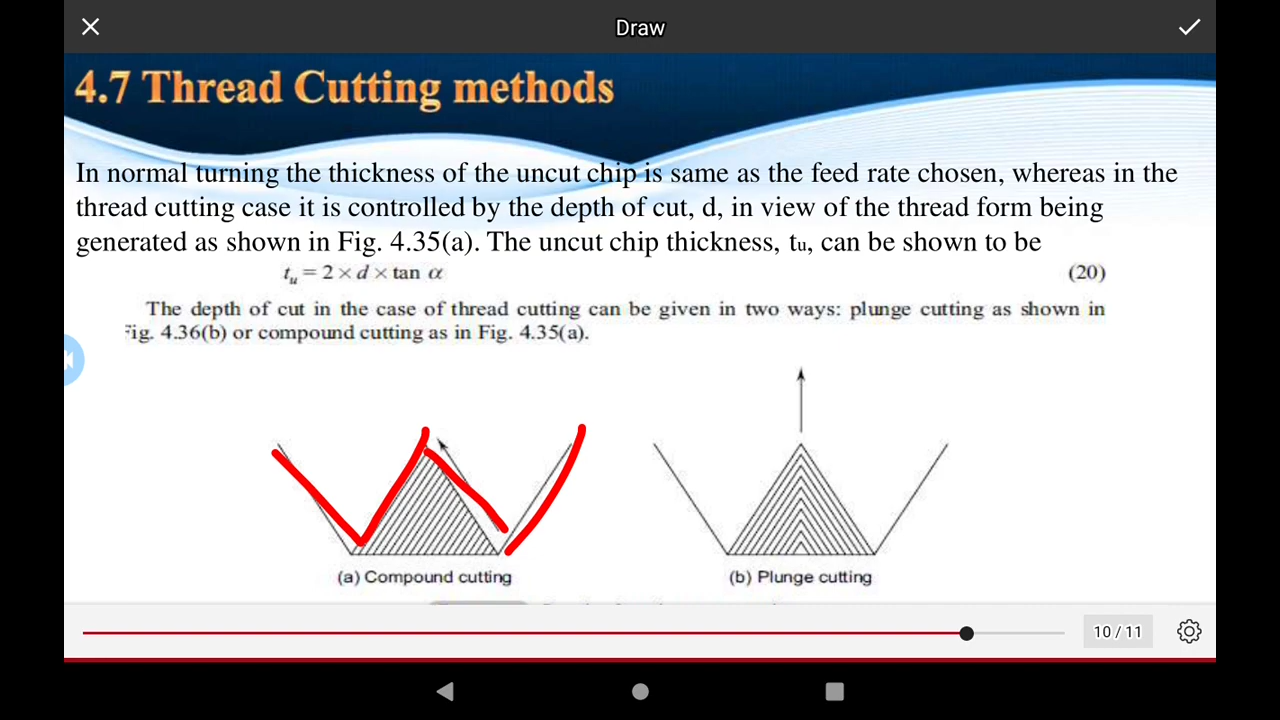 Draw
4.7 Thread Cutting methods
In normal turning the thickness of the uncut chip is same as the feed rate chosen, whereas in the
thread cutting case it is controlled by the depth of cut, d, in view of the thread form being
generated as shown in Fig. 4.35(a). The uncut chip thickness, tu, can be shown to be
tu = 2 × d × tan α (20)
The depth of cut in the case of thread cutting can be given in two ways: plunge cutting as shown in
Fig. 4.36(b) or compound cutting as in Fig. 4.35(a).
(a) Compound cutting (b) Plunge cutting
10 / 11